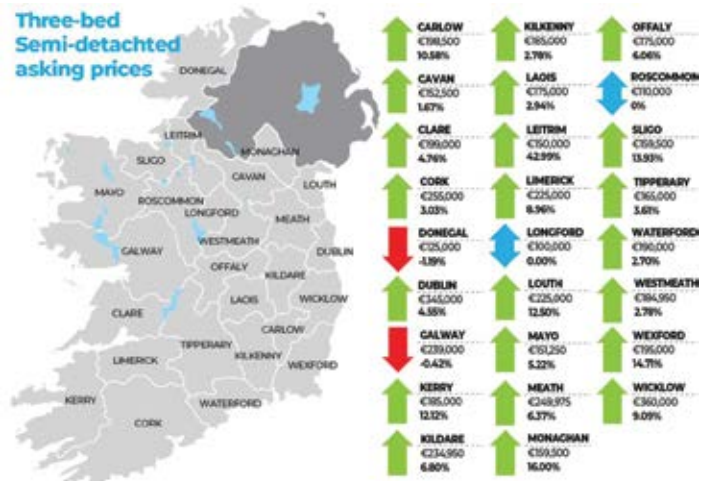 Three-bed
Semi-detachted
asking prices
DONEGAL
LEITRIM
MONAGHAN
SLIGO
CAVAN
LOUTH
MAYO
ROSCOMMON
LONGFORD
MEATH
WESTMEATH
GALWAY
DUBLIN
OFFALY
KILDARE
LAOIS
WICKLOW
CLARE
CARLOW
TIPPERARY
KILKENNY
LIMERICK
WEXFORD
WATERFORD
KERRY
CORK
CARLOW
€198,500
10.58%
CAVAN
€152,500
1.67%
CLARE
€199,000
4.76%
CORK
€255,000
3.03%
DONEGAL
€125,000
-1.19%
DUBLIN
€345,000
4.55%
GALWAY
€239,000
-0.42%
KERRY
€185,000
12.12%
KILDARE
€234,950
6.80%
KILKENNY
€185,000
2.78%
LAOIS
€175,000
2.94%
LEITRIM
€150,000
42.99%
LIMERICK
€225,000
8.96%
LONGFORD
€100,000
0.00%
LOUTH
€225,000
12.50%
MAYO
€151,250
5.22%
MEATH
€249,975
6.37%
MONAGHAN
€159,500
16.00%
OFFALY
€175,000
6.06%
ROSCOMMON
€110,000
0%
SLIGO
€159,500
13.93%
TIPPERARY
€165,000
3.61%
WATERFORD
€190,000
2.70%
WESTMEATH
€184,950
2.78%
WEXFORD
€195,000
14.71%
WICKLOW
€360,000
9.09%